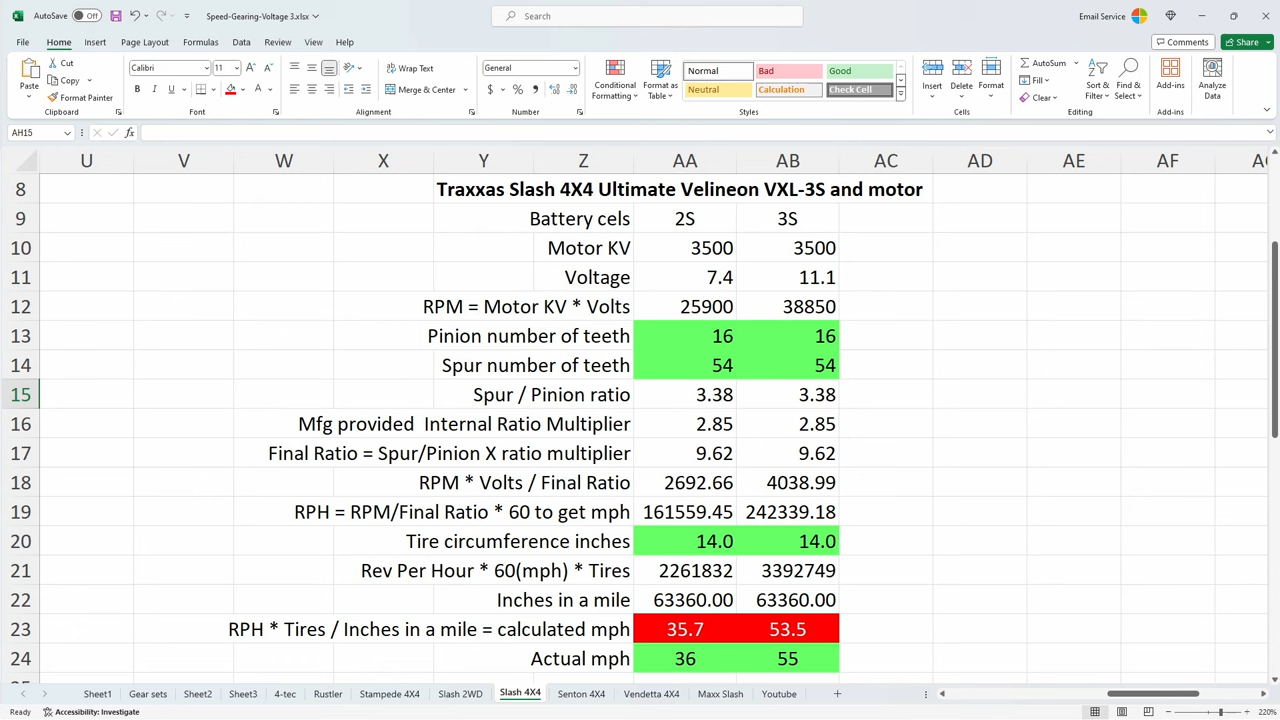 AutoSave Off Speed-Gearing-Voltage 3.xlsx Search Email Service
File Home Insert Page Layout Formulas Data Review View Help Comments Share
Paste Cut Copy Format Painter Clipboard
Calibri 11 B I U A A A Font
Wrap Text Merge & Center Alignment
General $ % Number
Conditional Formatting Format as Table Normal Bad Good Neutral Calculation Check Cell Styles
Insert Delete Format Cells
AutoSum Fill Clear Sort & Filter Find & Select Editing
Add-ins Add-ins
Analyze Data
AH15 fx
U V W X Y Z AA AB AC AD AE AF
8 Traxxas Slash 4X4 Ultimate Velineon VXL-3S and motor
9 Battery cels 2S 3S
10 Motor KV 3500 3500
11 Voltage 7.4 11.1
12 RPM = Motor KV * Volts 25900 38850
13 Pinion number of teeth 16 16
14 Spur number of teeth 54 54
15 Spur / Pinion ratio 3.38 3.38
16 Mfg provided Internal Ratio Multiplier 2.85 2.85
17 Final Ratio = Spur/Pinion X ratio multiplier 9.62 9.62
18 RPM * Volts / Final Ratio 2692.66 4038.99
19 RPH = RPM/Final Ratio * 60 to get mph 161559.45 242339.18
20 Tire circumference inches 14.0 14.0
21 Rev Per Hour * 60(mph) * Tires 2261832 3392749
22 Inches in a mile 63360.00 63360.00
23 RPH * Tires / Inches in a mile = calculated mph 35.7 53.5
24 Actual mph 36 55
Sheet1 Gear sets Sheet2 Sheet3 4-tec Rustler Stampede 4X4 Slash 2WD Slash 4X4 Senton 4X4 Vendetta 4X4 Maxx Slash Youtube
Ready Accessibility: Investigate 220%